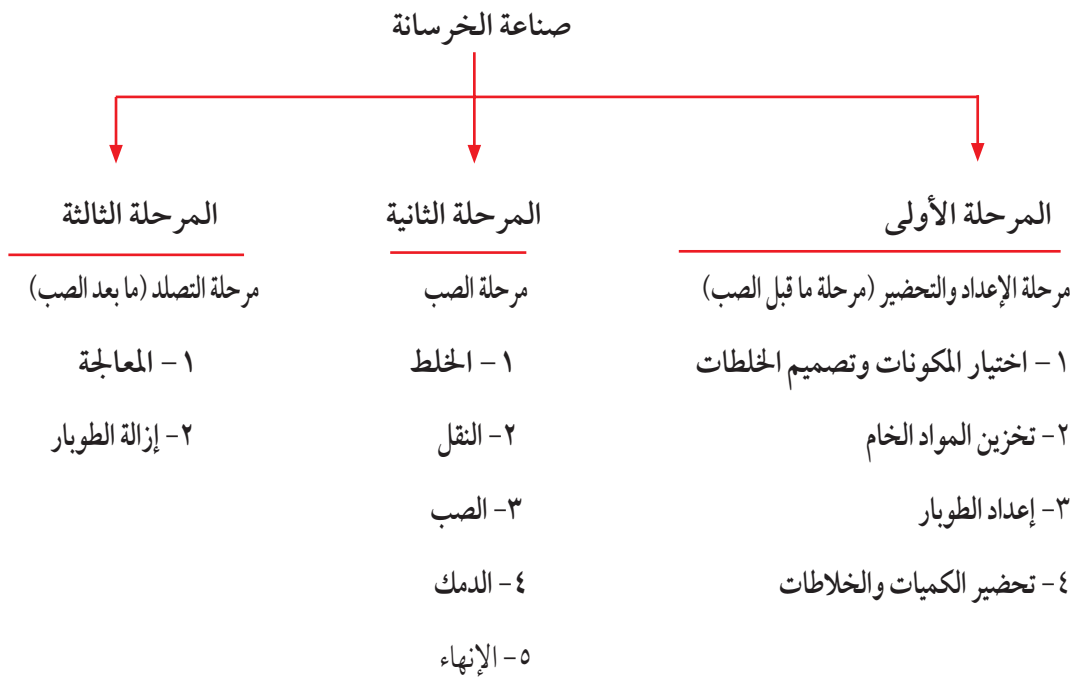 صناعة الخرسانة
المرحلة الأولى
مرحلة الإعداد والتحضير (مرحلة ما قبل الصب)
١- اختيار المكونات وتصميم الخلطات
٢- تخزين المواد الخام
٣- إعداد الطوبار
٤- تحضير الكميات والخلاطات
المرحلة الثانية
مرحلة الصب
١- الخلط
٢- النقل
٣- الصب
٤- الدمك
٥- الإنهاء
المرحلة الثالثة
مرحلة التصلد (ما بعد الصب)
١- المعالجة
٢- إزالة الطوبار